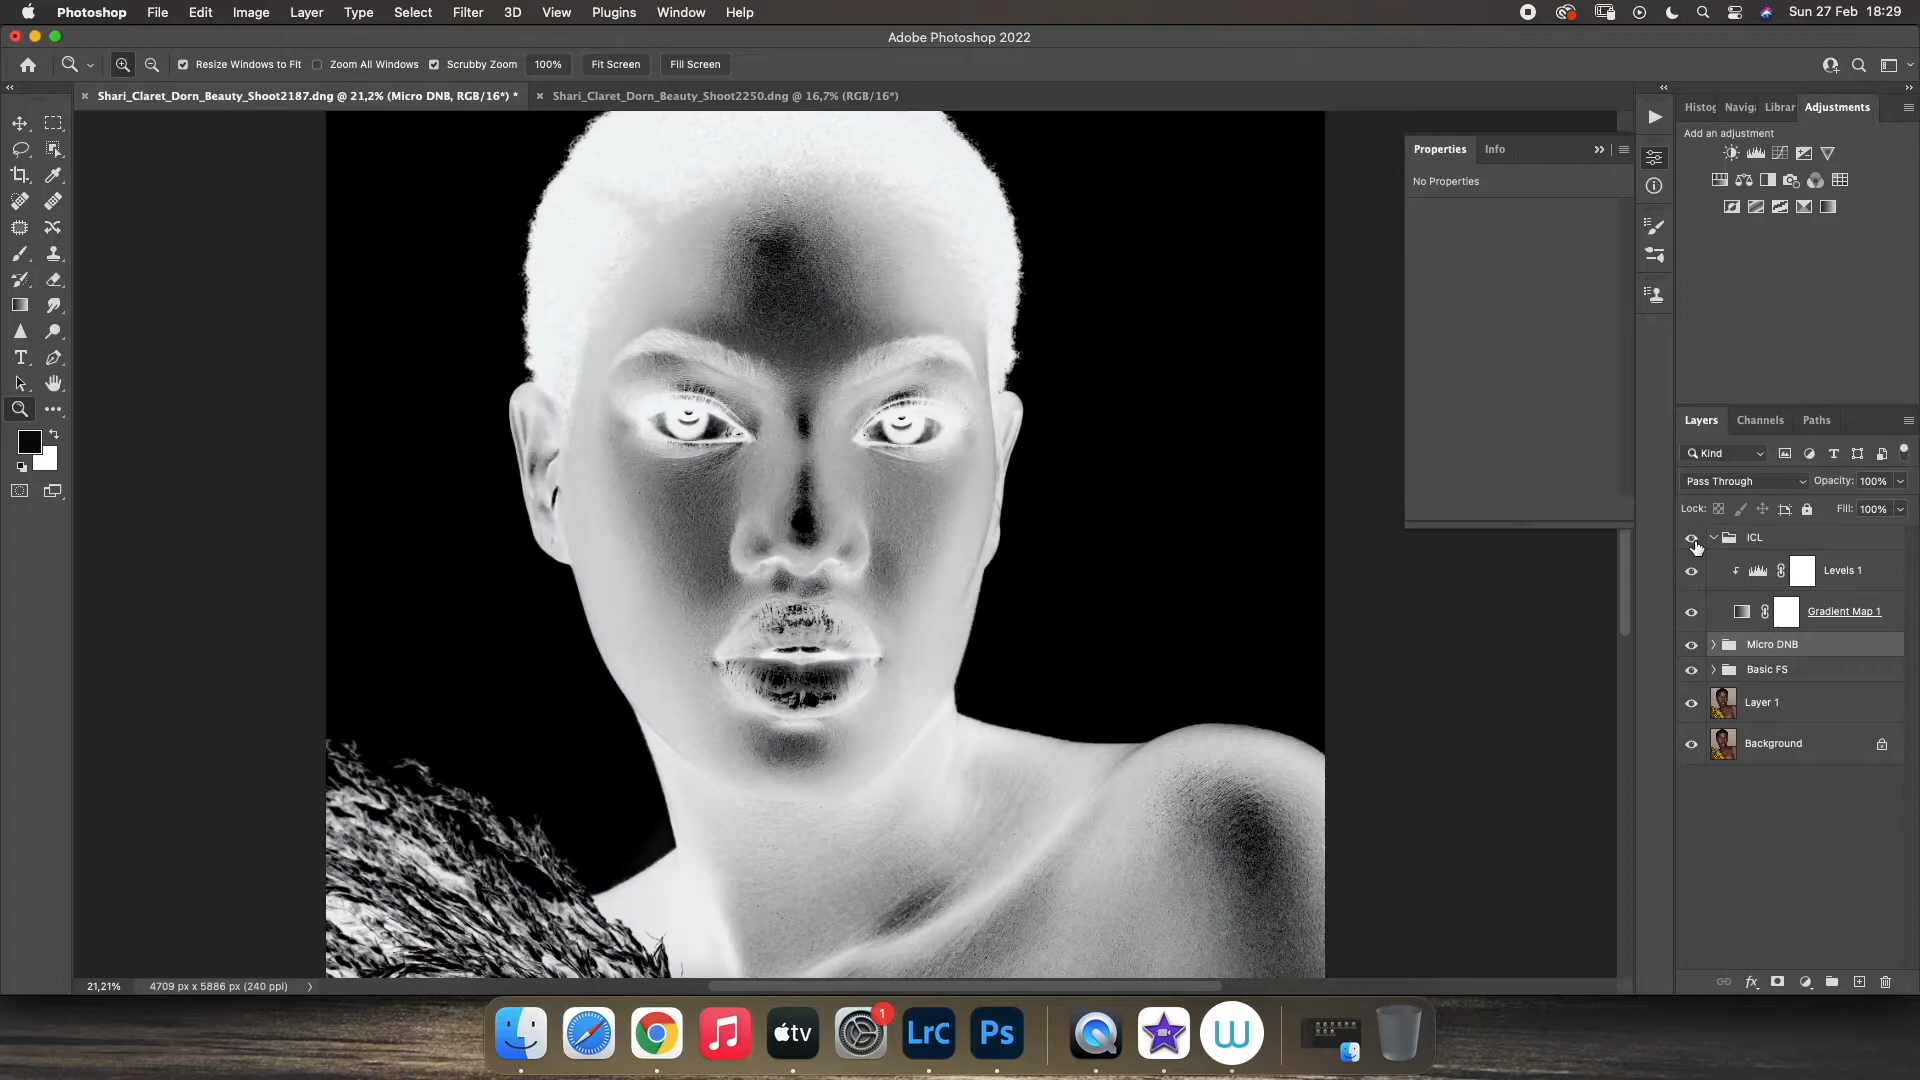 Photoshop File Edit Image Layer Type Select Filter 3D View Plugins Window Help Sun 27 Feb 18:29
Adobe Photoshop 2022
Resize Windows to Fit Zoom All Windows Scrubby Zoom 100% Fit Screen Fill Screen
Shari_Claret_Dorn_Beauty_Shoot2187.dng @ 21,2% (Micro DNB, RGB/16*) * Shari_Claret_Dorn_Beauty_Shoot2250.dng @ 16,7% (RGB/16*)
Histog Naviga Librar Adjustments
Add an adjustment
Properties Info
No Properties
Layers Channels Paths
Kind
Pass Through Opacity: 100%
Lock: Fill: 100%
ICL
Levels 1
Gradient Map 1
Micro DNB
Basic FS
Layer 1
Background
21,21% 4709 px x 5886 px (240 ppi)
tv 1 LrC Ps